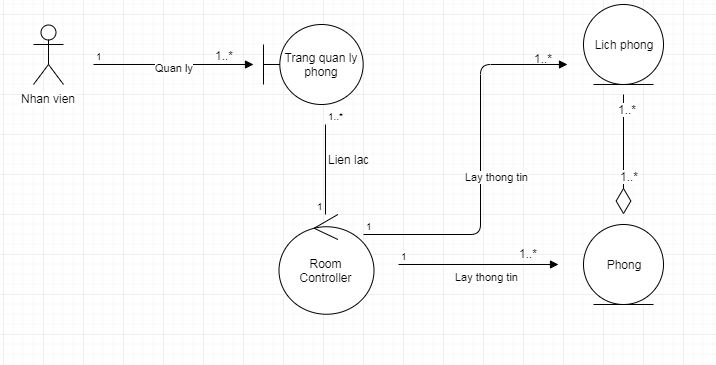 Nhan vien
1
Quan ly
1..*
Trang quan ly
phong
1..*
Lien lac
1
Room
Controller
1
Lay thong tin
1..*
Lich phong
1..*
1..*
1
Lay thong tin
1..*
Phong